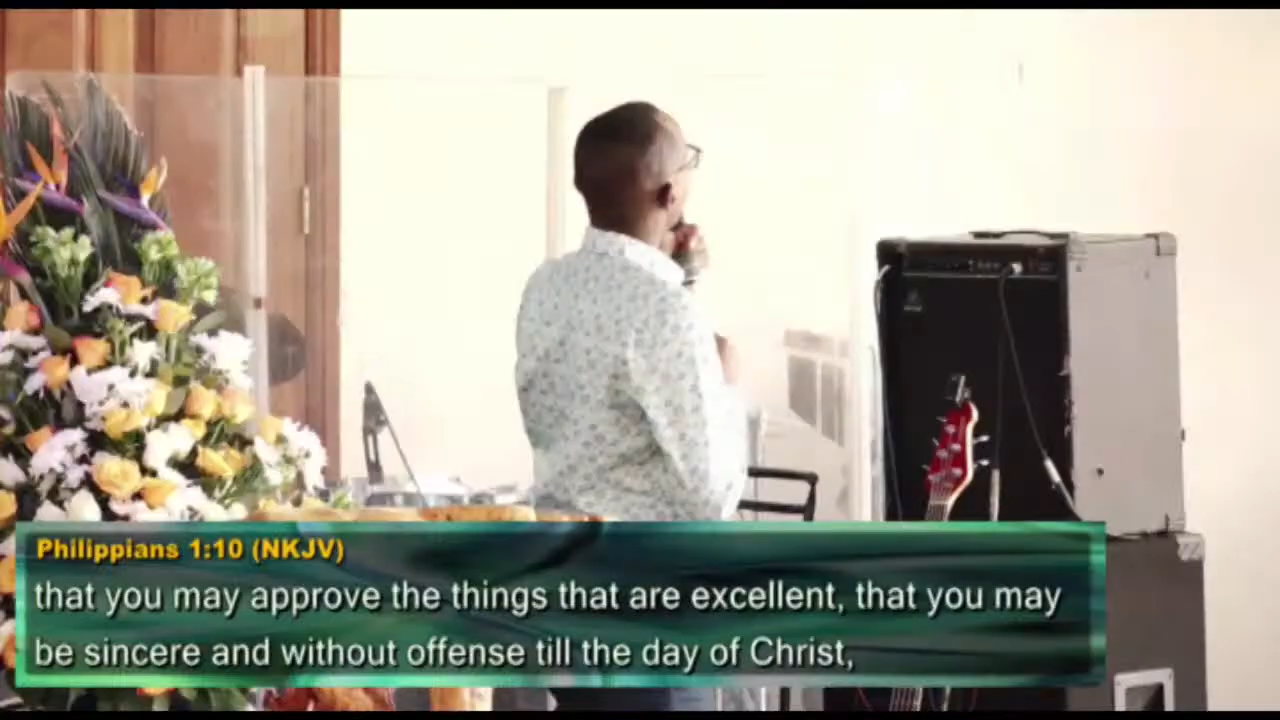 Philippians 1:10 (NKJV)
that you may approve the things that are excellent, that you may
be sincere and without offense till the day of Christ,